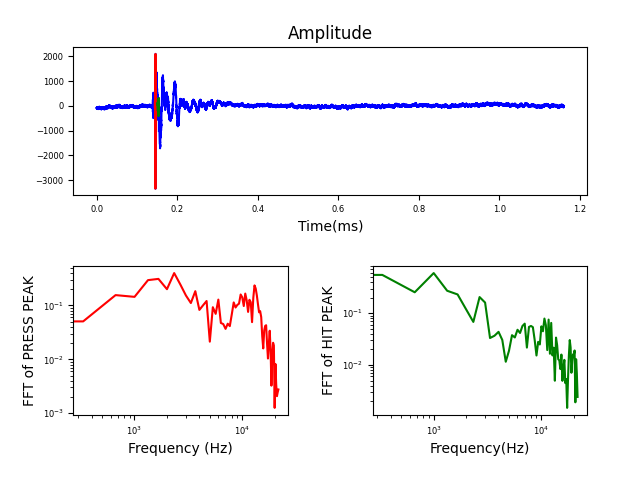 Amplitude
2000
1000
0
−1000
−2000
−3000
0.0 0.2 0.4 0.6 0.8 1.0 1.2
Time(ms)
FFT of PRESS PEAK
10⁻¹
10⁻²
10⁻³
10³ 10⁴
Frequency (Hz)
FFT of HIT PEAK
10⁻¹
10⁻²
10³ 10⁴
Frequency(Hz)